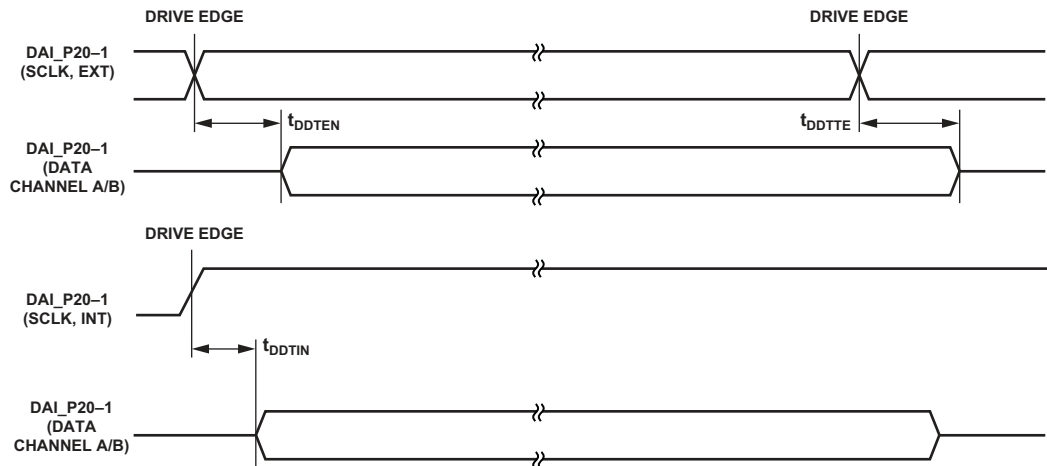 DRIVE EDGE
DRIVE EDGE
DAI_P20–1
(SCLK, EXT)
tDDTEN
tDDTTE
DAI_P20–1
(DATA
CHANNEL A/B)
DRIVE EDGE
DAI_P20–1
(SCLK, INT)
tDDTIN
DAI_P20–1
(DATA
CHANNEL A/B)